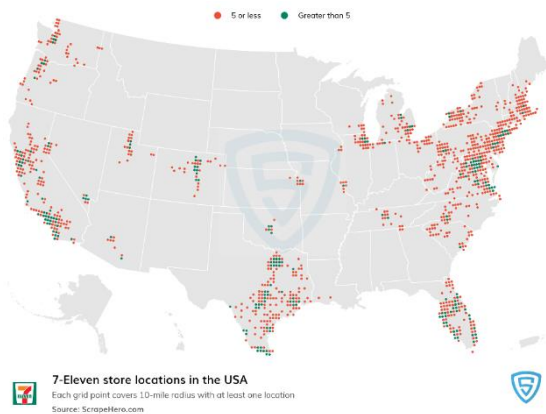 5 or less
Greater than 5
7-Eleven store locations in the USA
Each grid point covers 10-mile radius with at least one location
Source: ScrapeHero.com